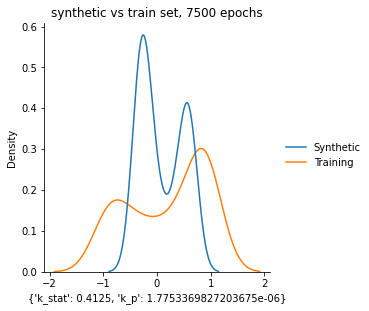 synthetic vs train set, 7500 epochs
0.6
0.5
0.4
0.3
0.2
0.1
0.0
Density
Synthetic
Training
−2
−1
0
1
2
{'k_stat': 0.4125, 'k_p': 1.7753369827203675e-06}